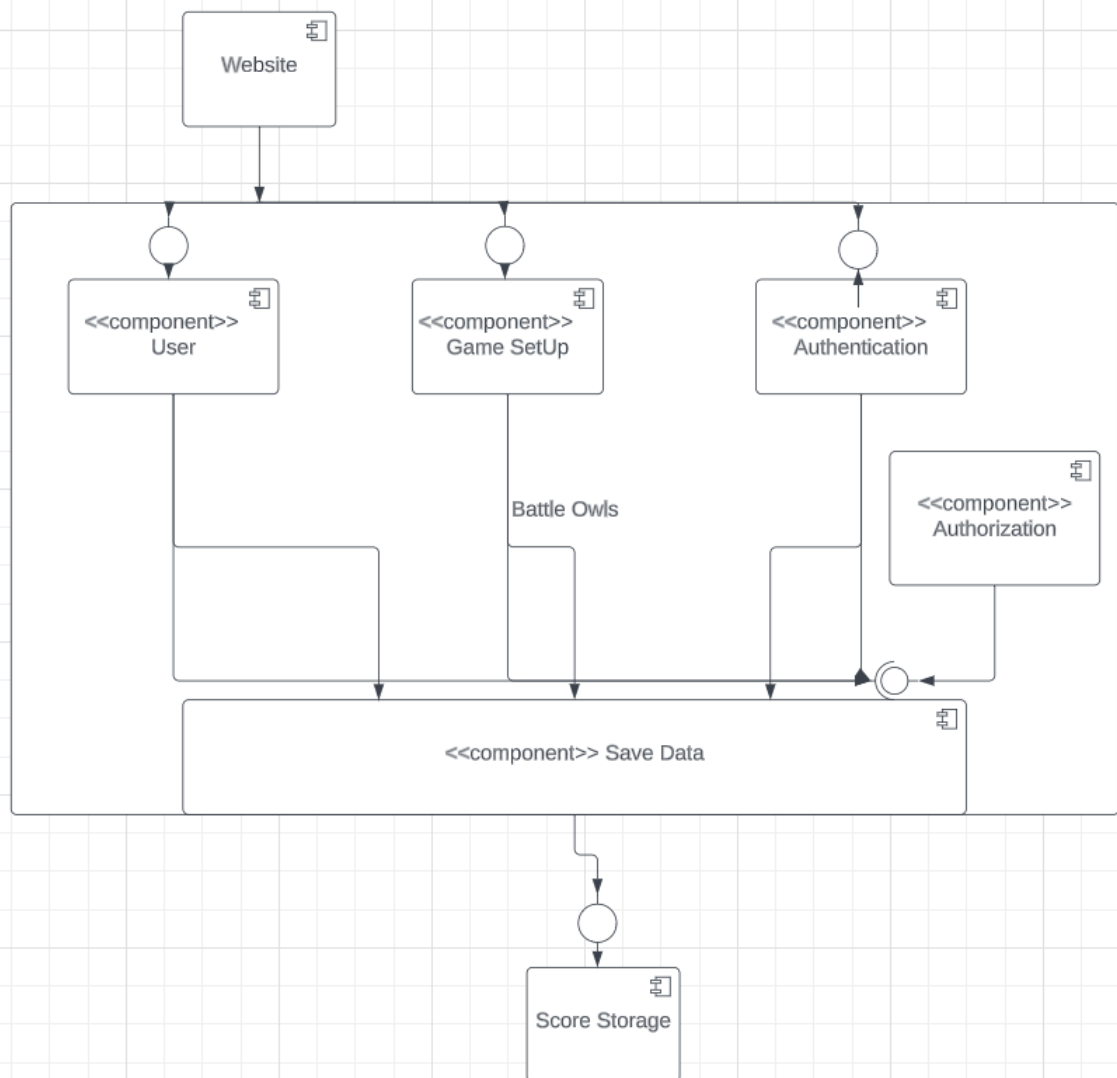 Website
<<component>>
User
<<component>>
Game SetUp
<<component>>
Authentication
Battle Owls
<<component>>
Authorization
<<component>> Save Data
Score Storage